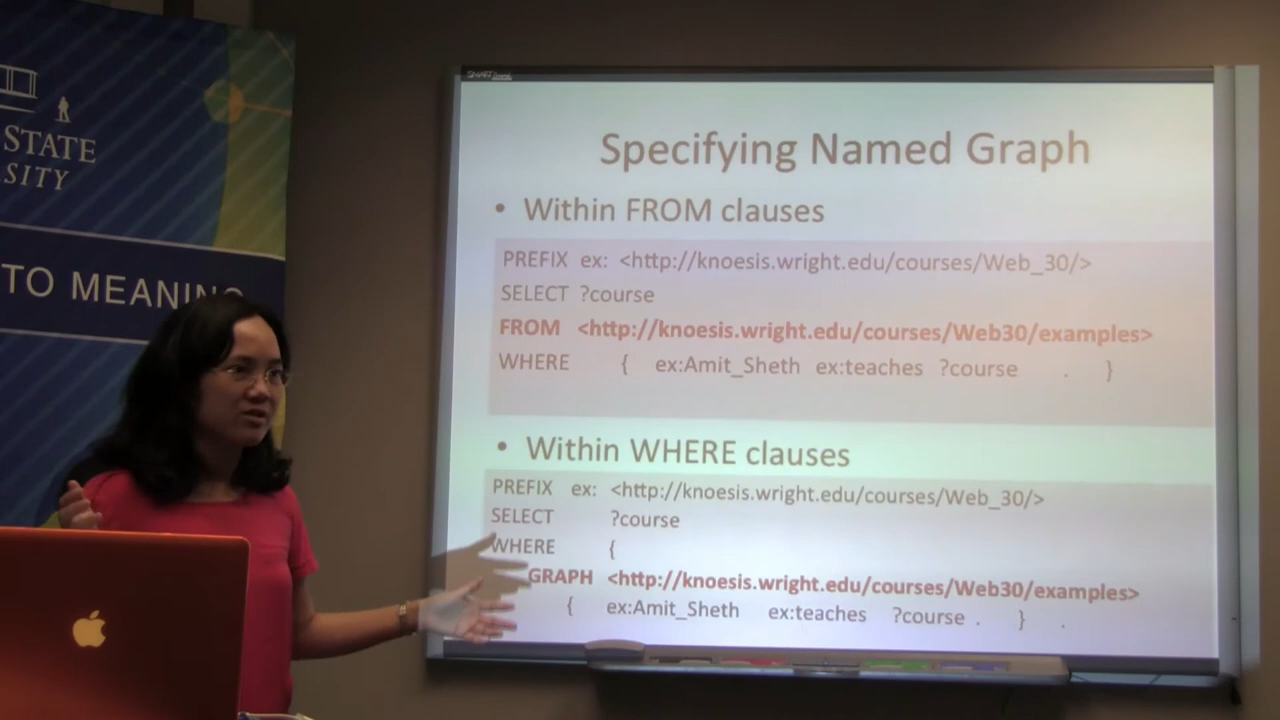 STATE
SITY
TO MEANING
SMART
Specifying Named Graph
• Within FROM clauses
PREFIX ex: <http://knoesis.wright.edu/courses/Web_30/>
SELECT ?course
FROM <http://knoesis.wright.edu/courses/Web30/examples>
WHERE { ex:Amit_Sheth ex:teaches ?course . }
• Within WHERE clauses
PREFIX ex: <http://knoesis.wright.edu/courses/Web_30/>
SELECT ?course
WHERE {
GRAPH <http://knoesis.wright.edu/courses/Web30/examples>
{ ex:Amit_Sheth ex:teaches ?course . } .